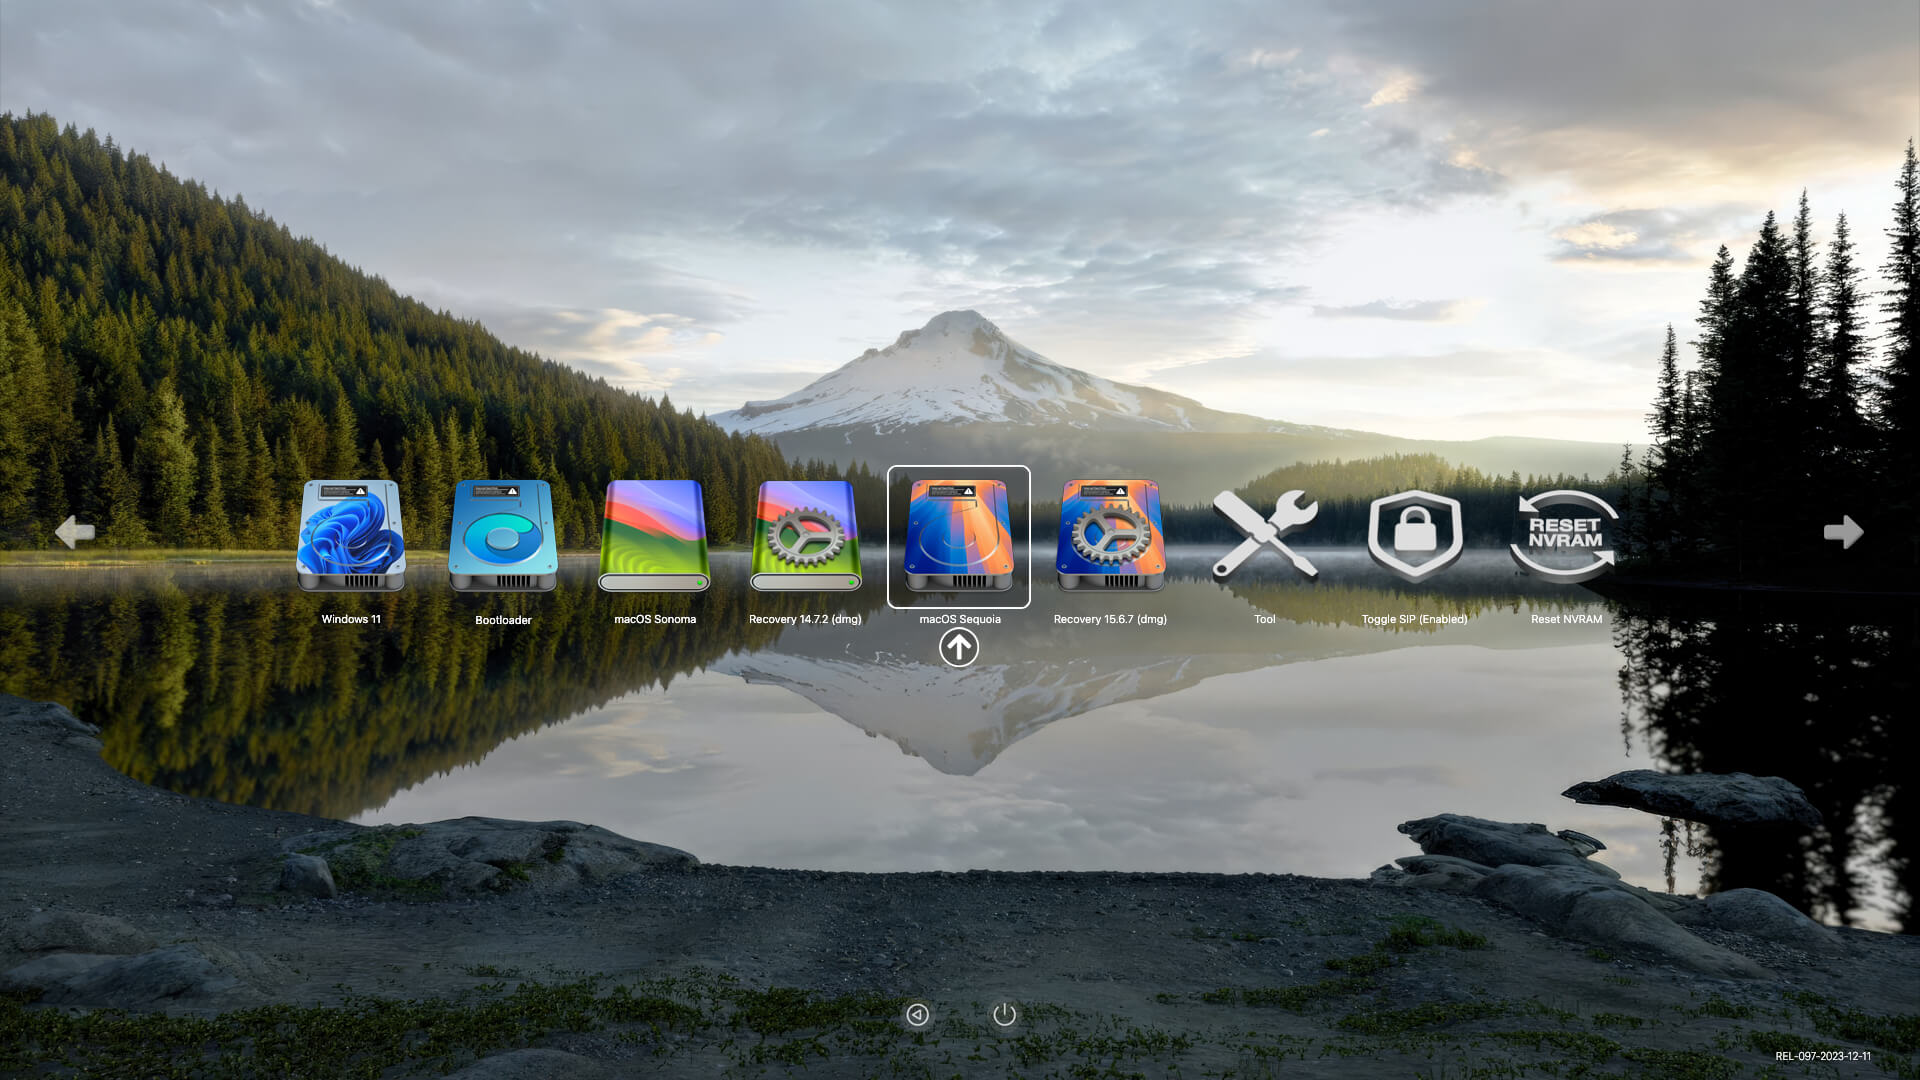 Windows 11
Bootloader
macOS Sonoma
Recovery 14.7.2 (dmg)
macOS Sequoia
Recovery 15.6.7 (dmg)
Tool
Toggle SIP (Enabled)
RESET
NVRAM
Reset NVRAM
REL-097-2023-12-11